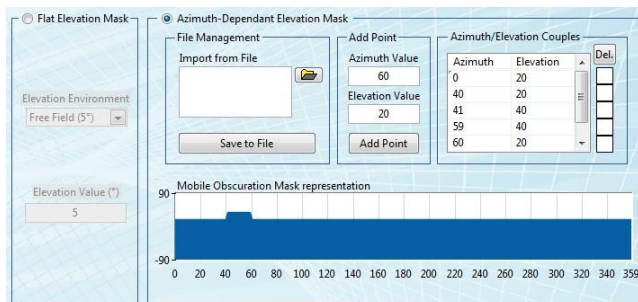 Flat Elevation Mask
Elevation Environment
Free Field (5°)
Elevation Value (°)
5
Azimuth-Dependant Elevation Mask
File Management
Import from File
Save to File
Add Point
Azimuth Value
60
Elevation Value
20
Add Point
Azimuth/Elevation Couples
Del.
Azimuth Elevation
0 20
40 20
41 40
59 40
60 20
Mobile Obscuration Mask representation
90
-90
0 20 40 60 80 100 120 140 160 180 200 220 240 260 280 300 320 340 359